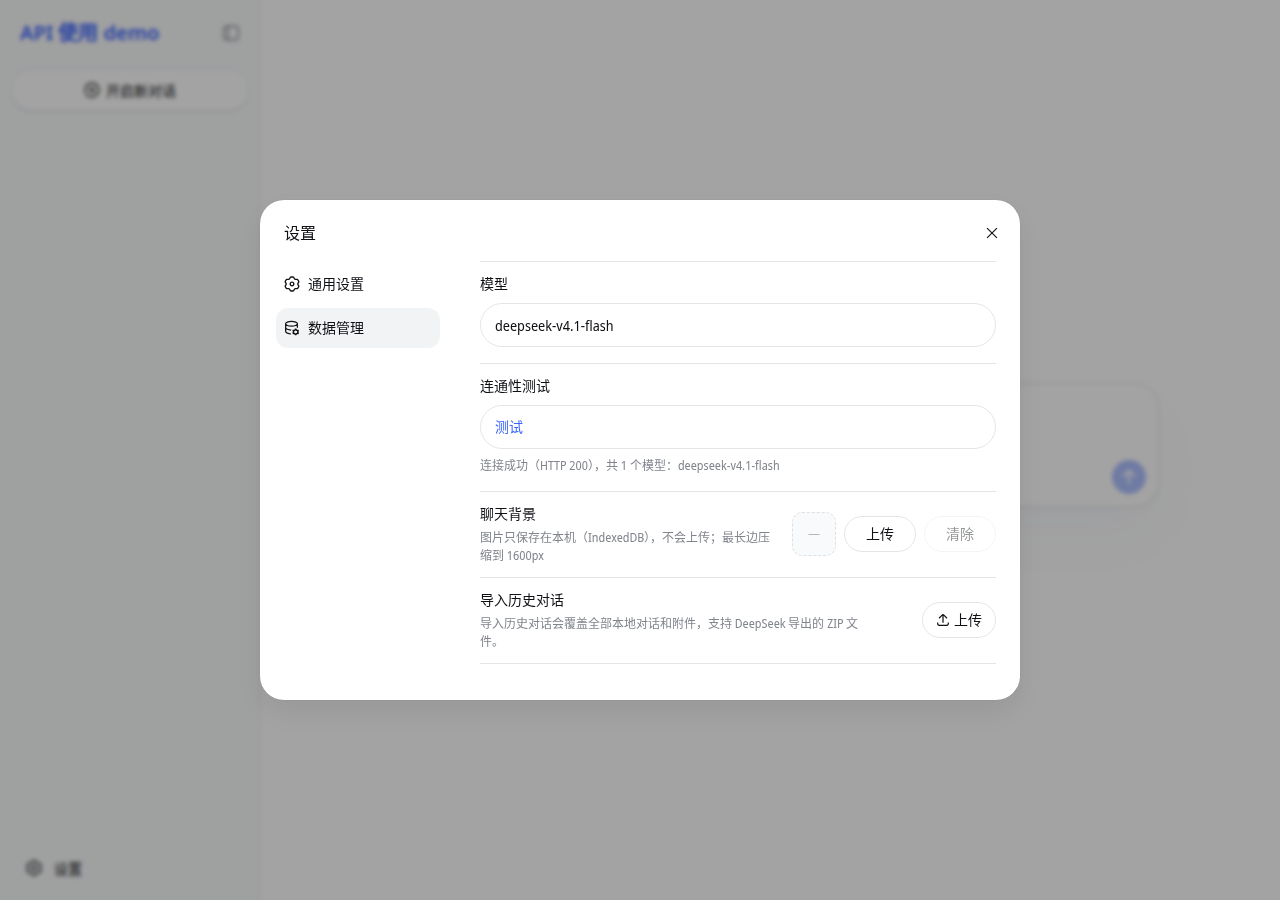 API 使用 demo
开启新对话
设置
通用设置
数据管理
模型
deepseek-v4.1-flash
连通性测试
测试
连接成功（HTTP 200），共 1 个模型：deepseek-v4.1-flash
聊天背景
图片只保存在本机（IndexedDB），不会上传；最长边压
缩到 1600px
—
上传
清除
导入历史对话
导入历史对话会覆盖全部本地对话和附件，支持 DeepSeek 导出的 ZIP 文
件。
上传
设置